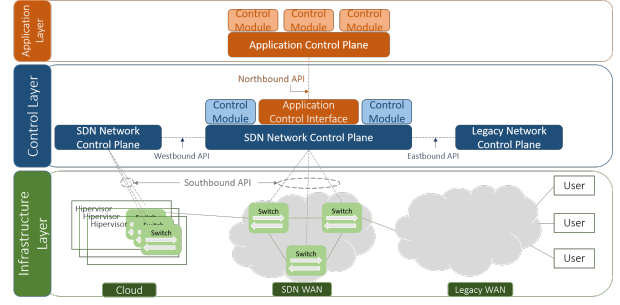 Application
Layer
Control
Module
Control
Module
Control
Module
Application Control Plane
Northbound API
Control Layer
Control
Module
Application
Control Interface
Control
Module
SDN Network
Control Plane
SDN Network Control Plane
Legacy Network
Control Plane
Westbound API
Eastbound API
Infrastructure
Layer
Southbound API
Hipervisor
Hipervisor
Hipervisor
Switch
Switch
Switch
Switch
Switch
Switch
User
User
User
Cloud
SDN WAN
Legacy WAN